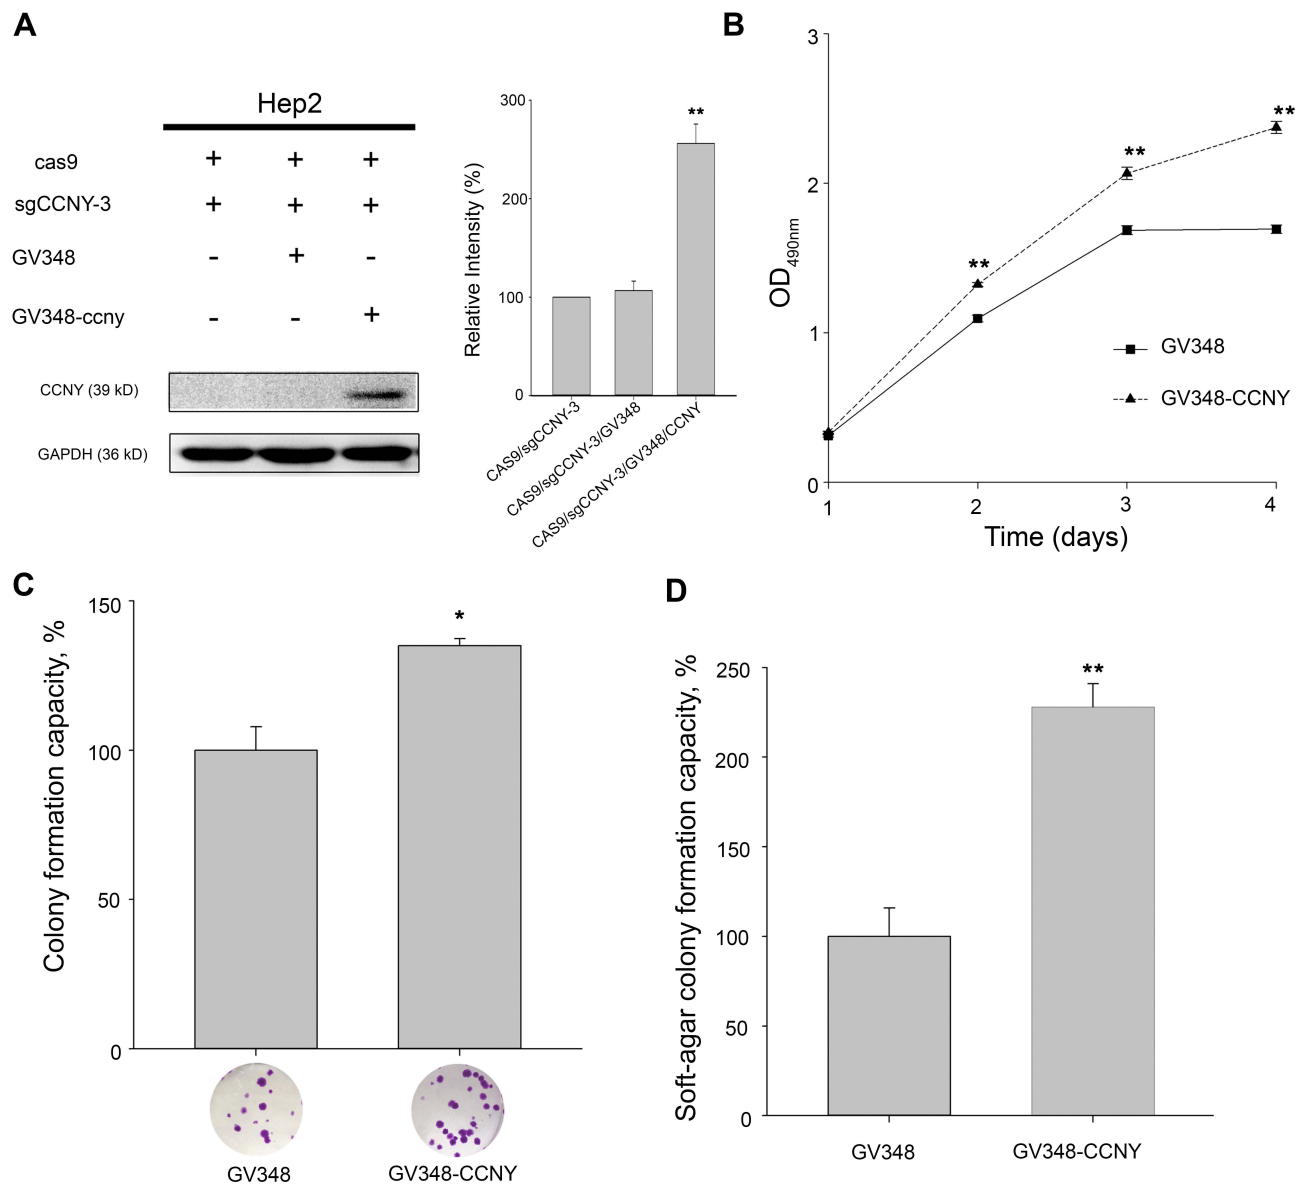 A
Hep2
cas9 + + +
sgCCNY-3 + + +
GV348 - + -
GV348-ccny - - +
CCNY (39 kD)
GAPDH (36 kD)
Relative Intensity (%)
300
200
100
0
**
CAS9/sgCCNY-3
CAS9/sgCCNY-3/GV348
CAS9/sgCCNY-3/GV348/CCNY
B
OD490nm
3
2
1
0
**
**
**
GV348
GV348-CCNY
1 2 3 4
Time (days)
C
Colony formation capacity, %
150
100
50
0
*
GV348 GV348-CCNY
D
Soft-agar colony formation capacity, %
250
200
150
100
50
0
**
GV348 GV348-CCNY